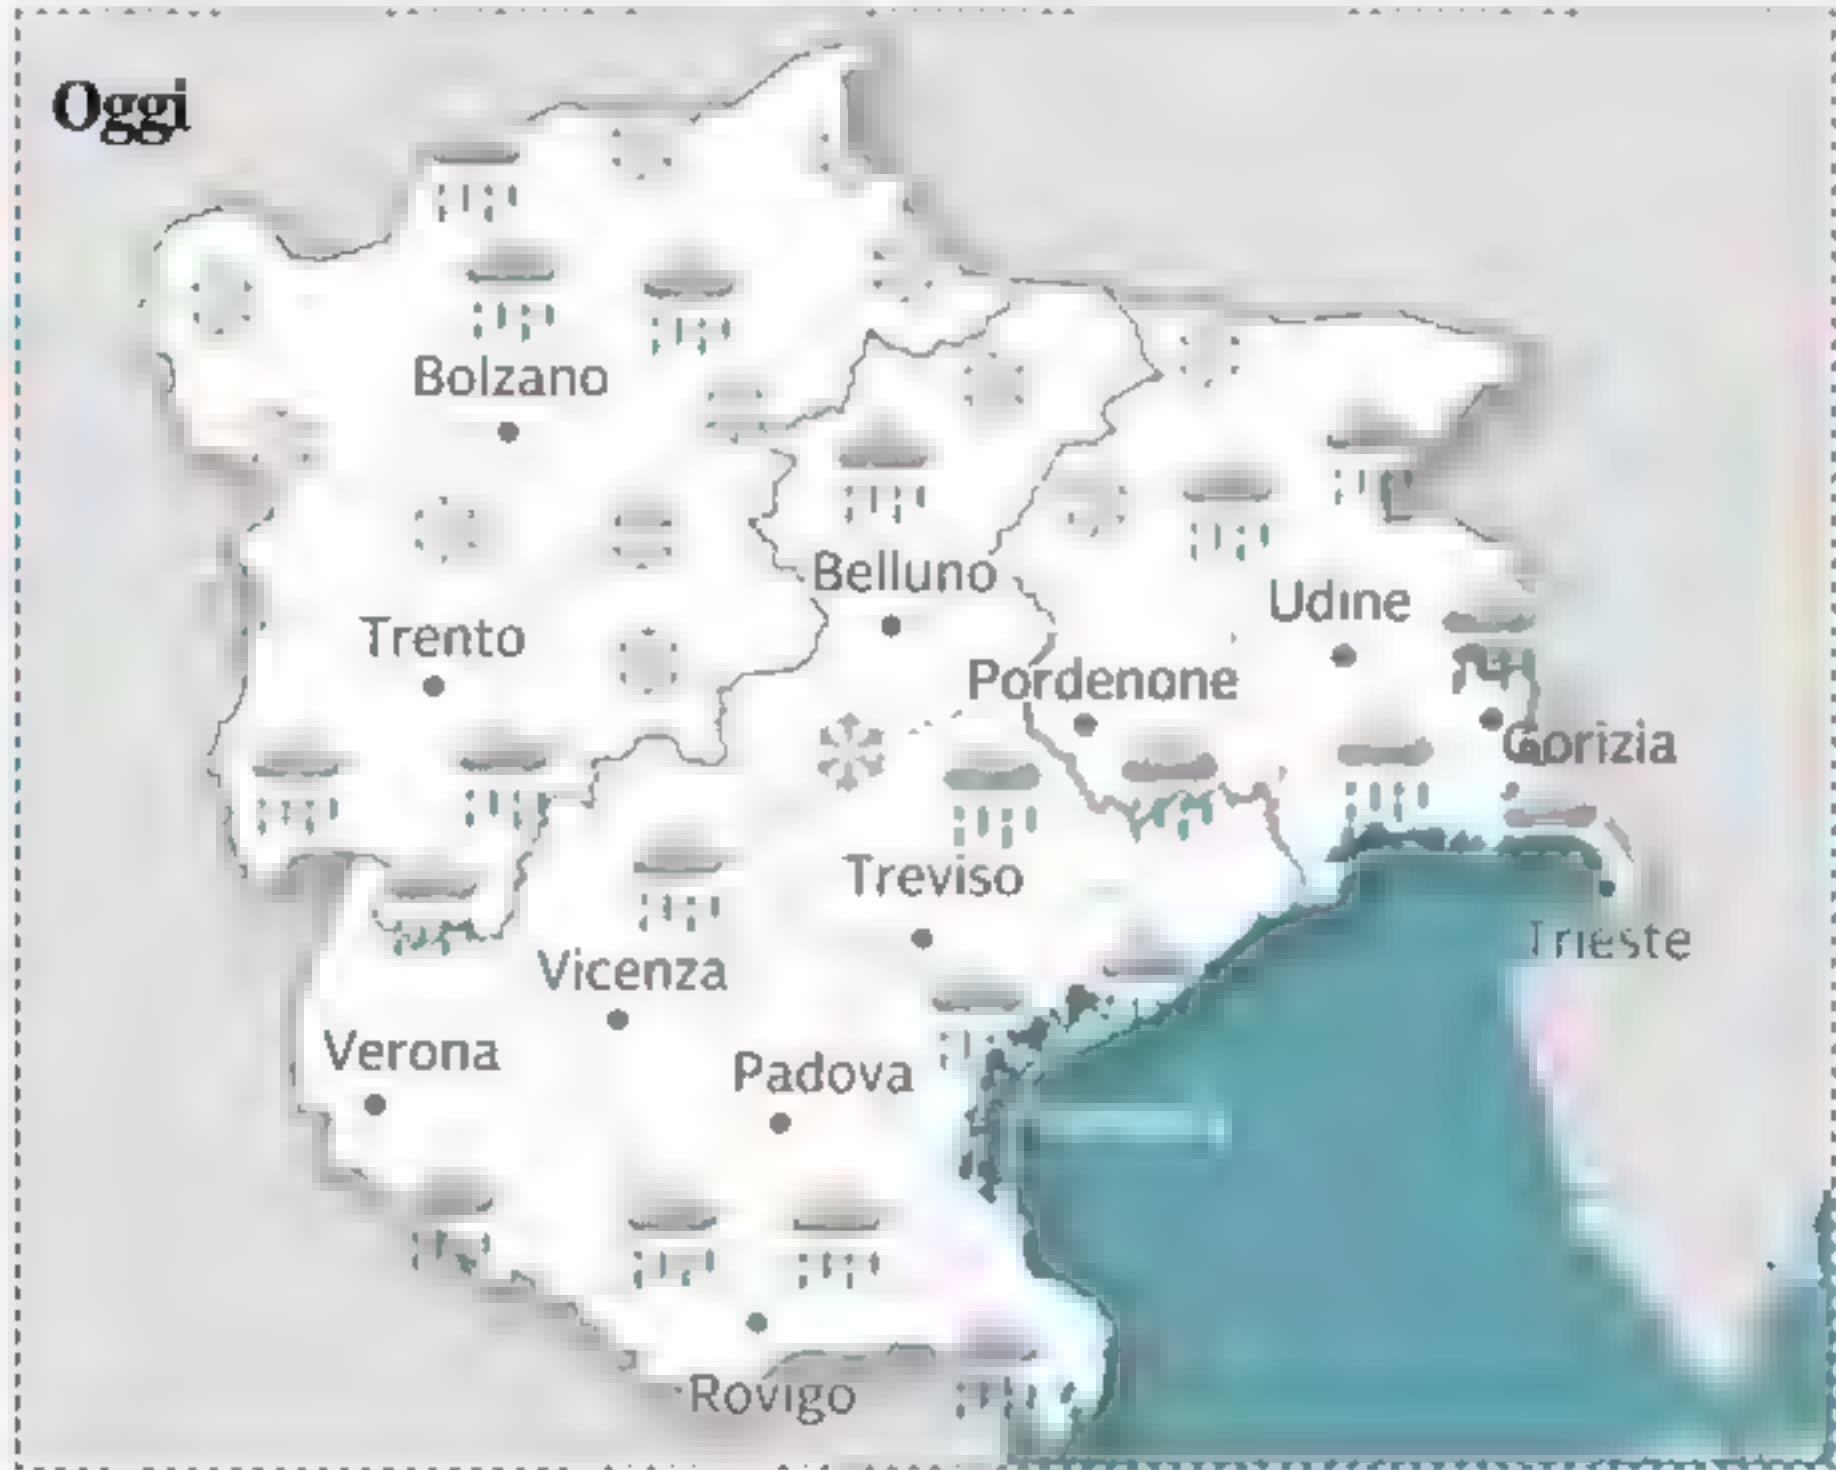 Oggi
Bolzano
Belluno
Udine
Trento
Pordenone
Gorizia
Treviso
Trieste
Vicenza
Verona
Padova
Rovigo